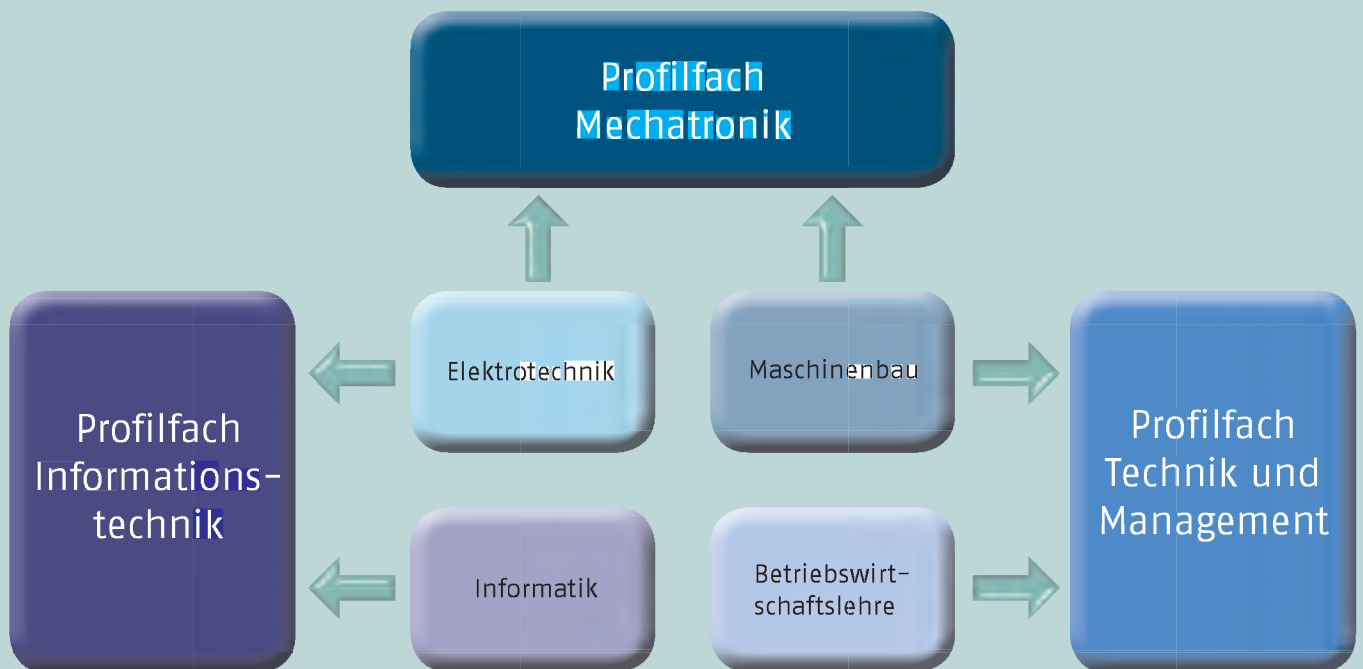 Profilfach
Mechatronik
Elektrotechnik
Maschinenbau
Profilfach
Informations-
technik
Profilfach
Technik und
Management
Informatik
Betriebswirt-
schaftslehre